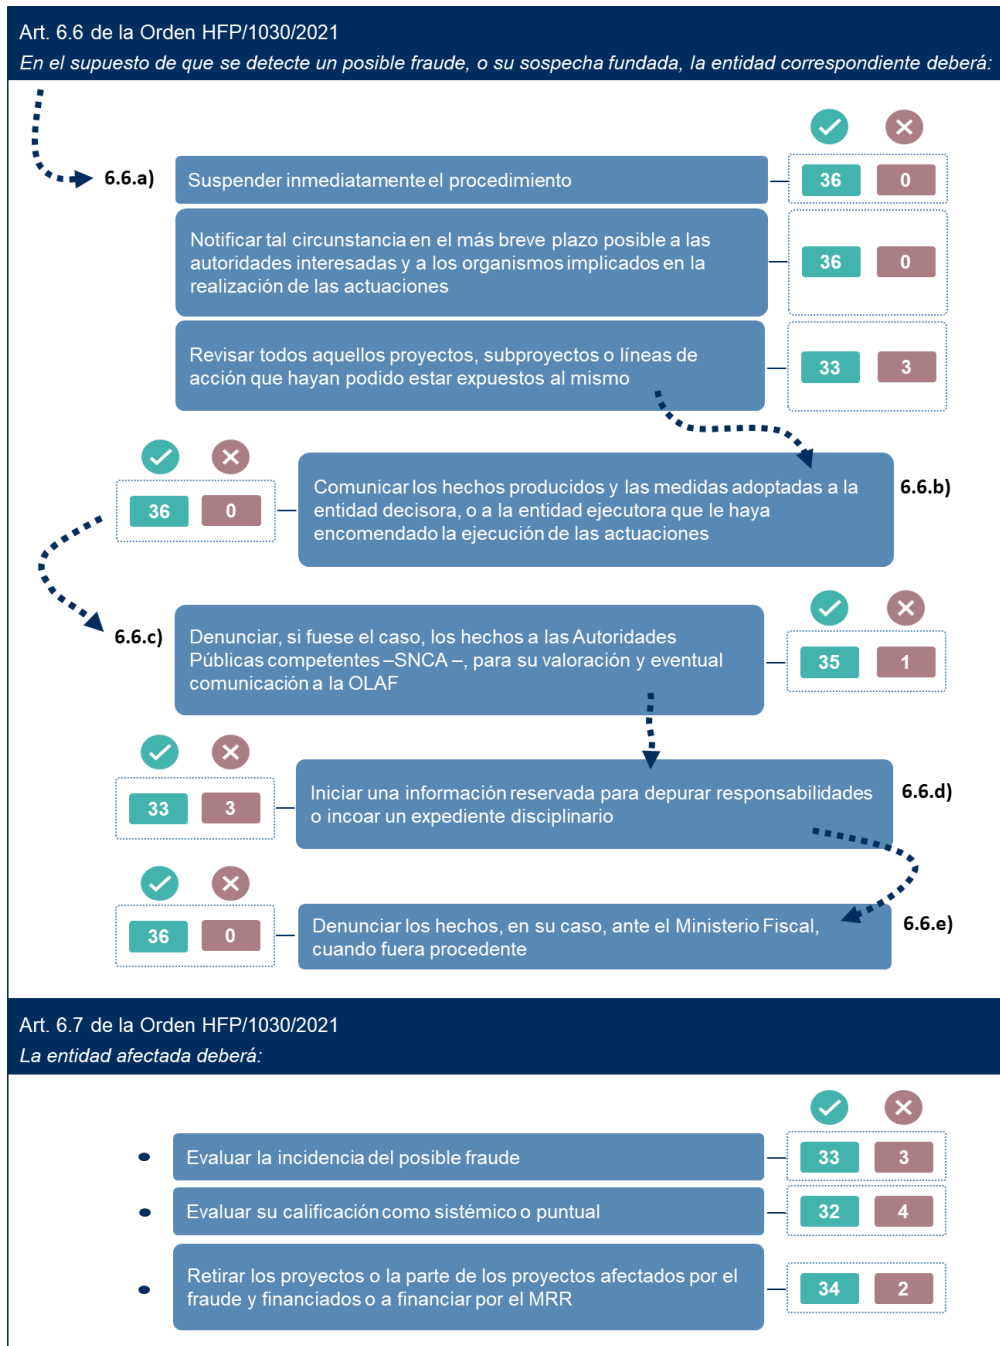 Art. 6.6 de la Orden HFP/1030/2021
En el supuesto de que se detecte un posible fraude, o su sospecha fundada, la entidad correspondiente deberá:
6.6.a)
Suspender inmediatamente el procedimiento
36 0
Notificar tal circunstancia en el más breve plazo posible a las
autoridades interesadas y a los organismos implicados en la
realización de las actuaciones
36 0
Revisar todos aquellos proyectos, subproyectos o líneas de
acción que hayan podido estar expuestos al mismo
33 3
36 0
Comunicar los hechos producidos y las medidas adoptadas a la
entidad decisora, o a la entidad ejecutora que le haya
encomendado la ejecución de las actuaciones
6.6.b)
6.6.c)
Denunciar, si fuese el caso, los hechos a las Autoridades
Públicas competentes –SNCA –, para su valoración y eventual
comunicación a la OLAF
35 1
33 3
Iniciar una información reservada para depurar responsabilidades
o incoar un expediente disciplinario
6.6.d)
36 0
Denunciar los hechos, en su caso, ante el Ministerio Fiscal,
cuando fuera procedente
6.6.e)
Art. 6.7 de la Orden HFP/1030/2021
La entidad afectada deberá:
Evaluar la incidencia del posible fraude
33 3
Evaluar su calificación como sistémico o puntual
32 4
Retirar los proyectos o la parte de los proyectos afectados por el
fraude y financiados o a financiar por el MRR
34 2